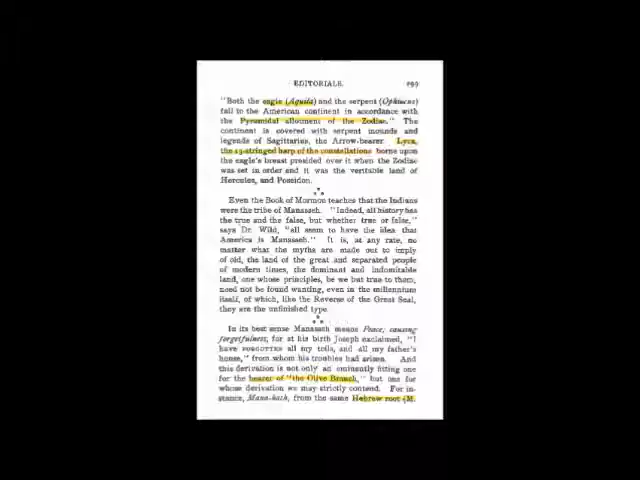 EDITORIALS. 295
"Both the eagle (Aquila) and the serpent (Ophiucus)
fall to the American continent in accordance with
the Pyramidal allotment of the Zodiac." The
continent is covered with serpent mounds and
legends of Sagittarius, the Arrow-bearer. Lyra,
the 13-stringed harp of the constellations borne upon
the eagle's breast presided over it when the Zodiac
was set in order and it was the veritable land of
Hercules, and Poseidon.
Even the Book of Mormon teaches that the Indians
were the tribe of Manasseh. "Indeed, all history has
the true and the false, but whether true or false,"
says Dr. Wild, "all seem to have the idea that
America is Manasseh." It is, at any rate, no
matter what the myths are made out to imply
of old, the land of the great and separated people
of modern times, the dominant and indomitable
land, one whose principles, be we but true to them,
need not be found wanting, even in the millennium
itself, of which, like the Reverse of the Great Seal,
they are the unfinished type.
In its best sense Manasseh means Peace, causing
forgetfulness, for at his birth Joseph exclaimed, "I
have FORGOTTEN all my toils, and all my father's
house," from whom his troubles had arisen. And
this derivation is not only an eminently fitting one
for the bearer of "the Olive Branch," but one for
whose derivation we may strictly contend. For in-
stance, Mana-hath, from the same Hebrew root (M.